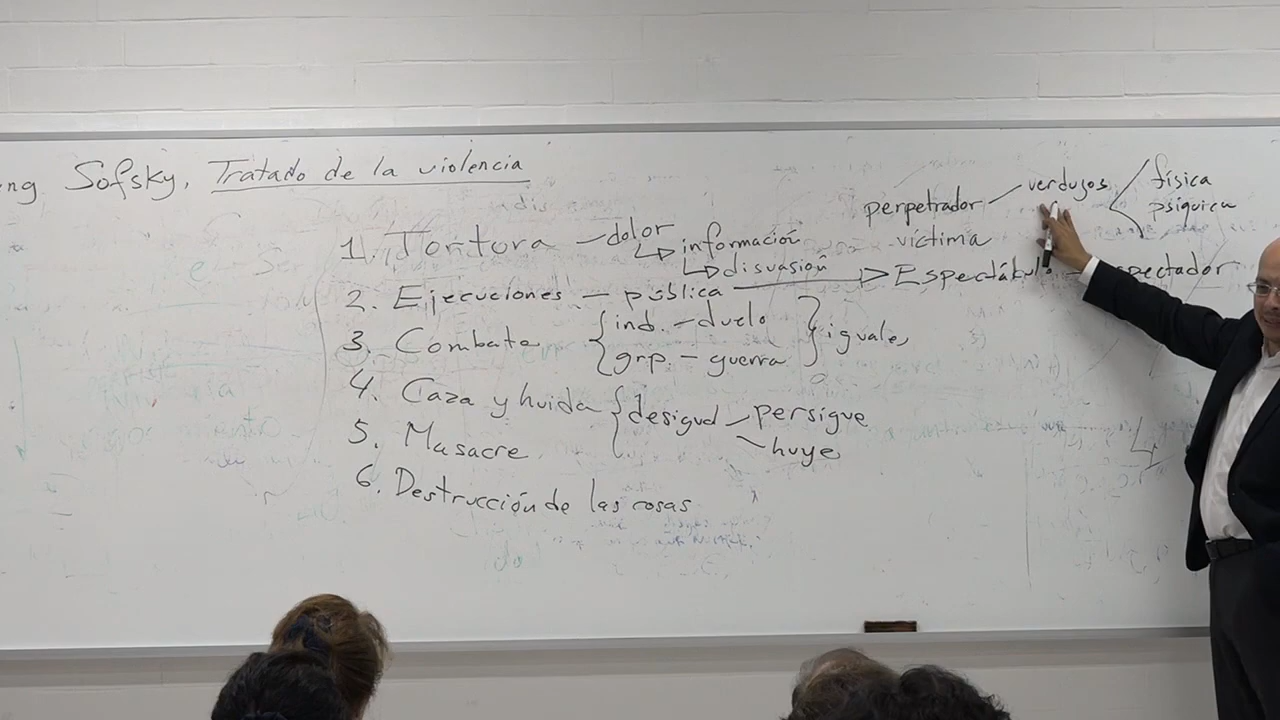 ng Sofsky, Tratado de la violencia
perpetrador — verdugos física
psíquica
víctima
1. Tortura — dolor
información
disuasión
2. Ejecuciones — pública → Espectáculo — espectador
3. Combate { ind. — duelo } iguales
grp. — guerra
4. Caza y huida { desigual — persigue
huye
5. Masacre
6. Destrucción de las cosas